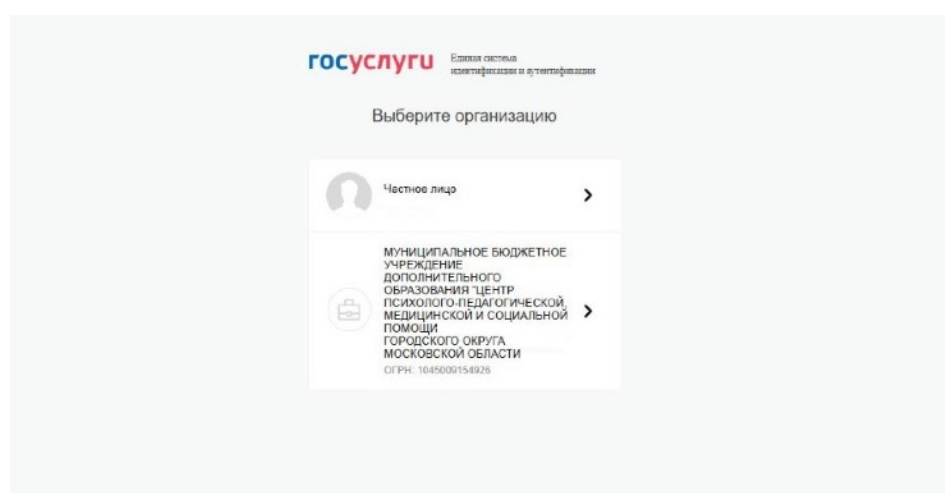 госуслуги
Единая система
идентификации и аутентификации
Выберите организацию
Частное лицо
МУНИЦИПАЛЬНОЕ БЮДЖЕТНОЕ
УЧРЕЖДЕНИЕ
ДОПОЛНИТЕЛЬНОГО
ОБРАЗОВАНИЯ "ЦЕНТР
ПСИХОЛОГО-ПЕДАГОГИЧЕСКОЙ,
МЕДИЦИНСКОЙ И СОЦИАЛЬНОЙ
ПОМОЩИ
ГОРОДСКОГО ОКРУГА
МОСКОВСКОЙ ОБЛАСТИ
ОГРН: 1045009154926